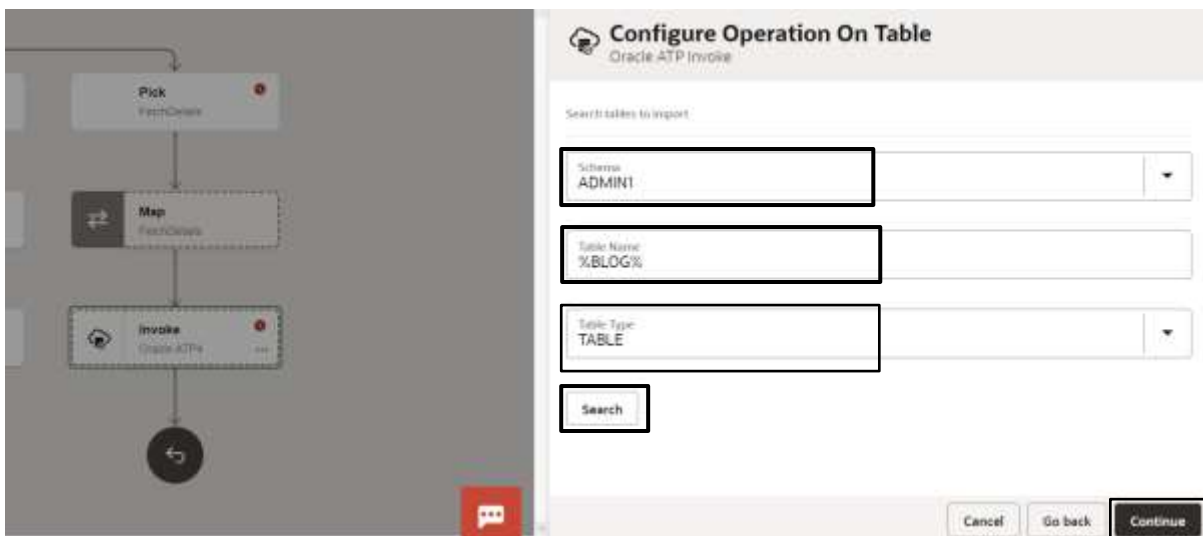 Pick
FetchDetails
Map
FetchDetails
Invoke
Oracle ATPs
Configure Operation On Table
Oracle ATP Invoke
Search tables to import
Schema
ADMIN1
Table Name
%BLOG%
Table Type
TABLE
Search
Cancel
Go back
Continue